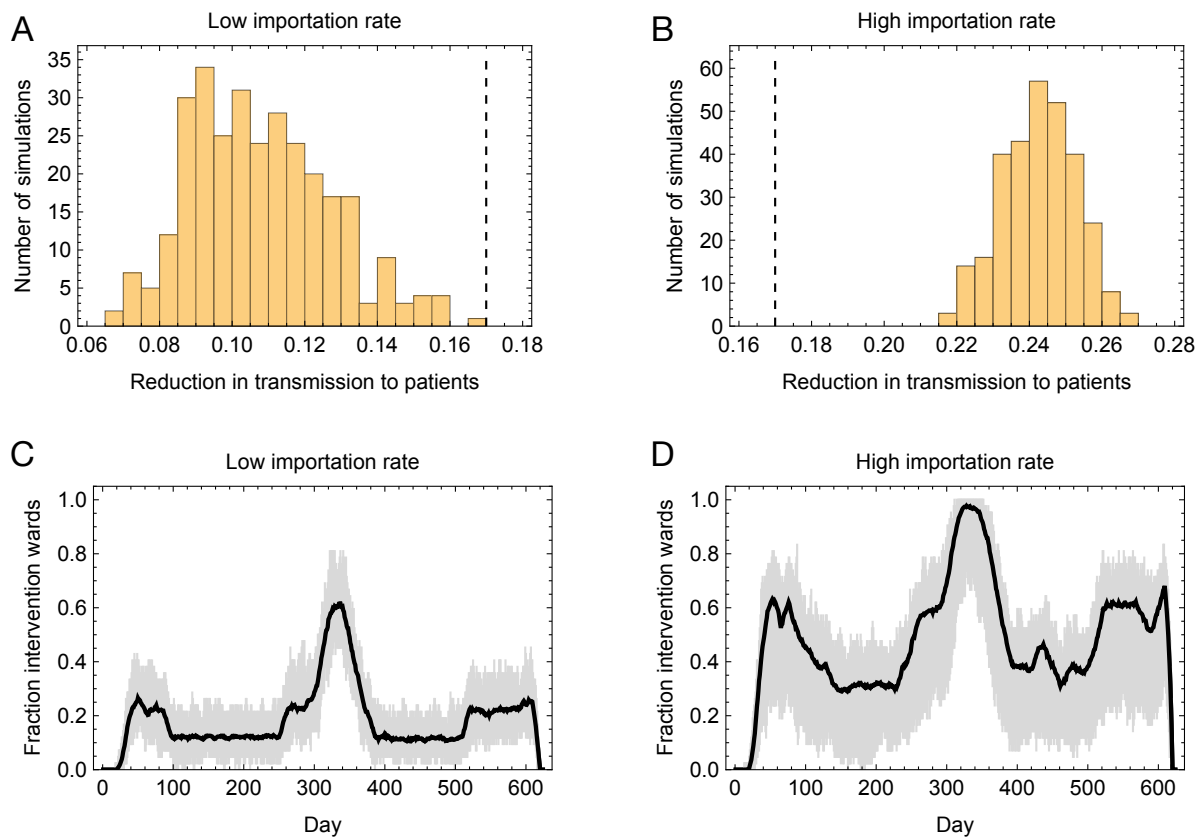 A
Low importation rate
Number of simulations
35
30
25
20
15
10
5
0
0.06 0.08 0.10 0.12 0.14 0.16 0.18
Reduction in transmission to patients
B
High importation rate
Number of simulations
60
50
40
30
20
10
0
0.16 0.18 0.20 0.22 0.24 0.26 0.28
Reduction in transmission to patients
C
Low importation rate
Fraction intervention wards
1.0
0.8
0.6
0.4
0.2
0.0
0 100 200 300 400 500 600
Day
D
High importation rate
Fraction intervention wards
1.0
0.8
0.6
0.4
0.2
0.0
0 100 200 300 400 500 600
Day